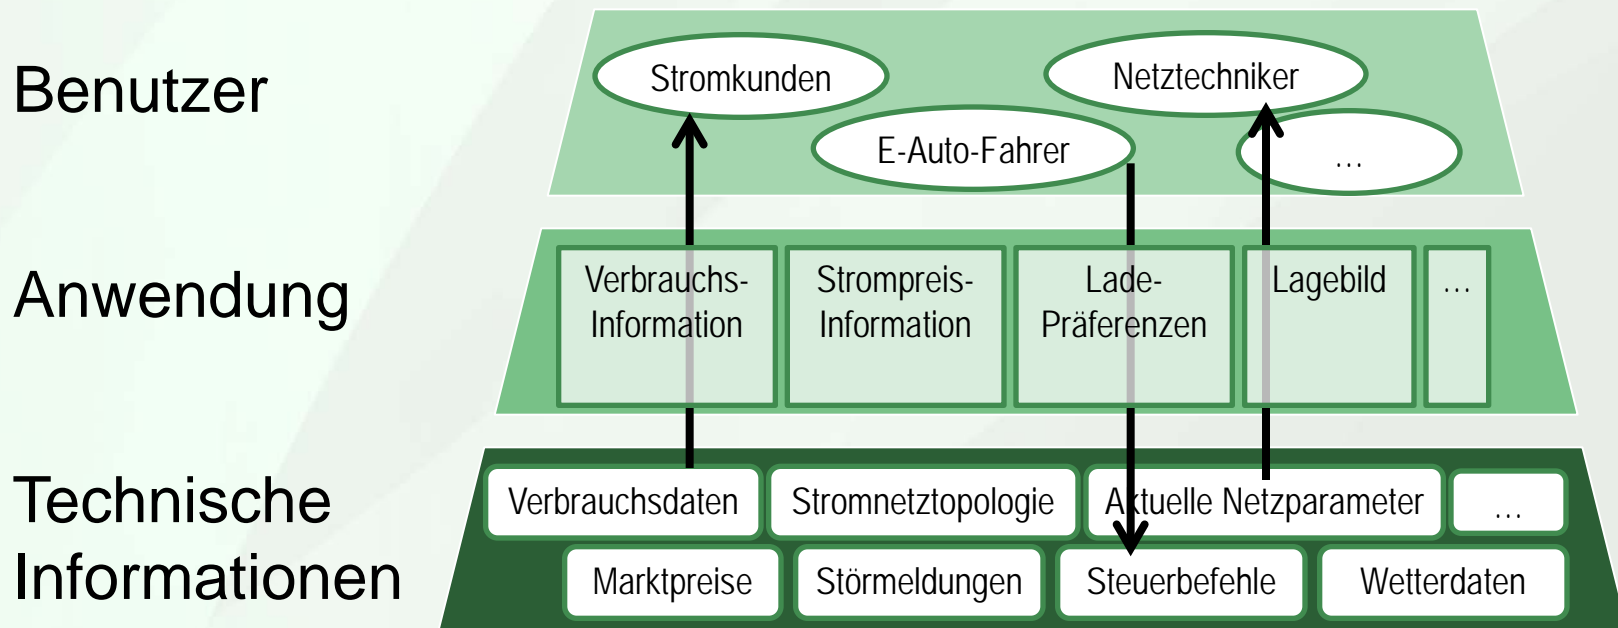 Benutzer
Stromkunden
Netztechniker
E-Auto-Fahrer
…
Anwendung
Verbrauchs-
Information
Strompreis-
Information
Lade-
Präferenzen
Lagebild
…
Technische
Informationen
Verbrauchsdaten
Stromnetztopologie
Aktuelle Netzparameter
…
Marktpreise
Störmeldungen
Steuerbefehle
Wetterdaten